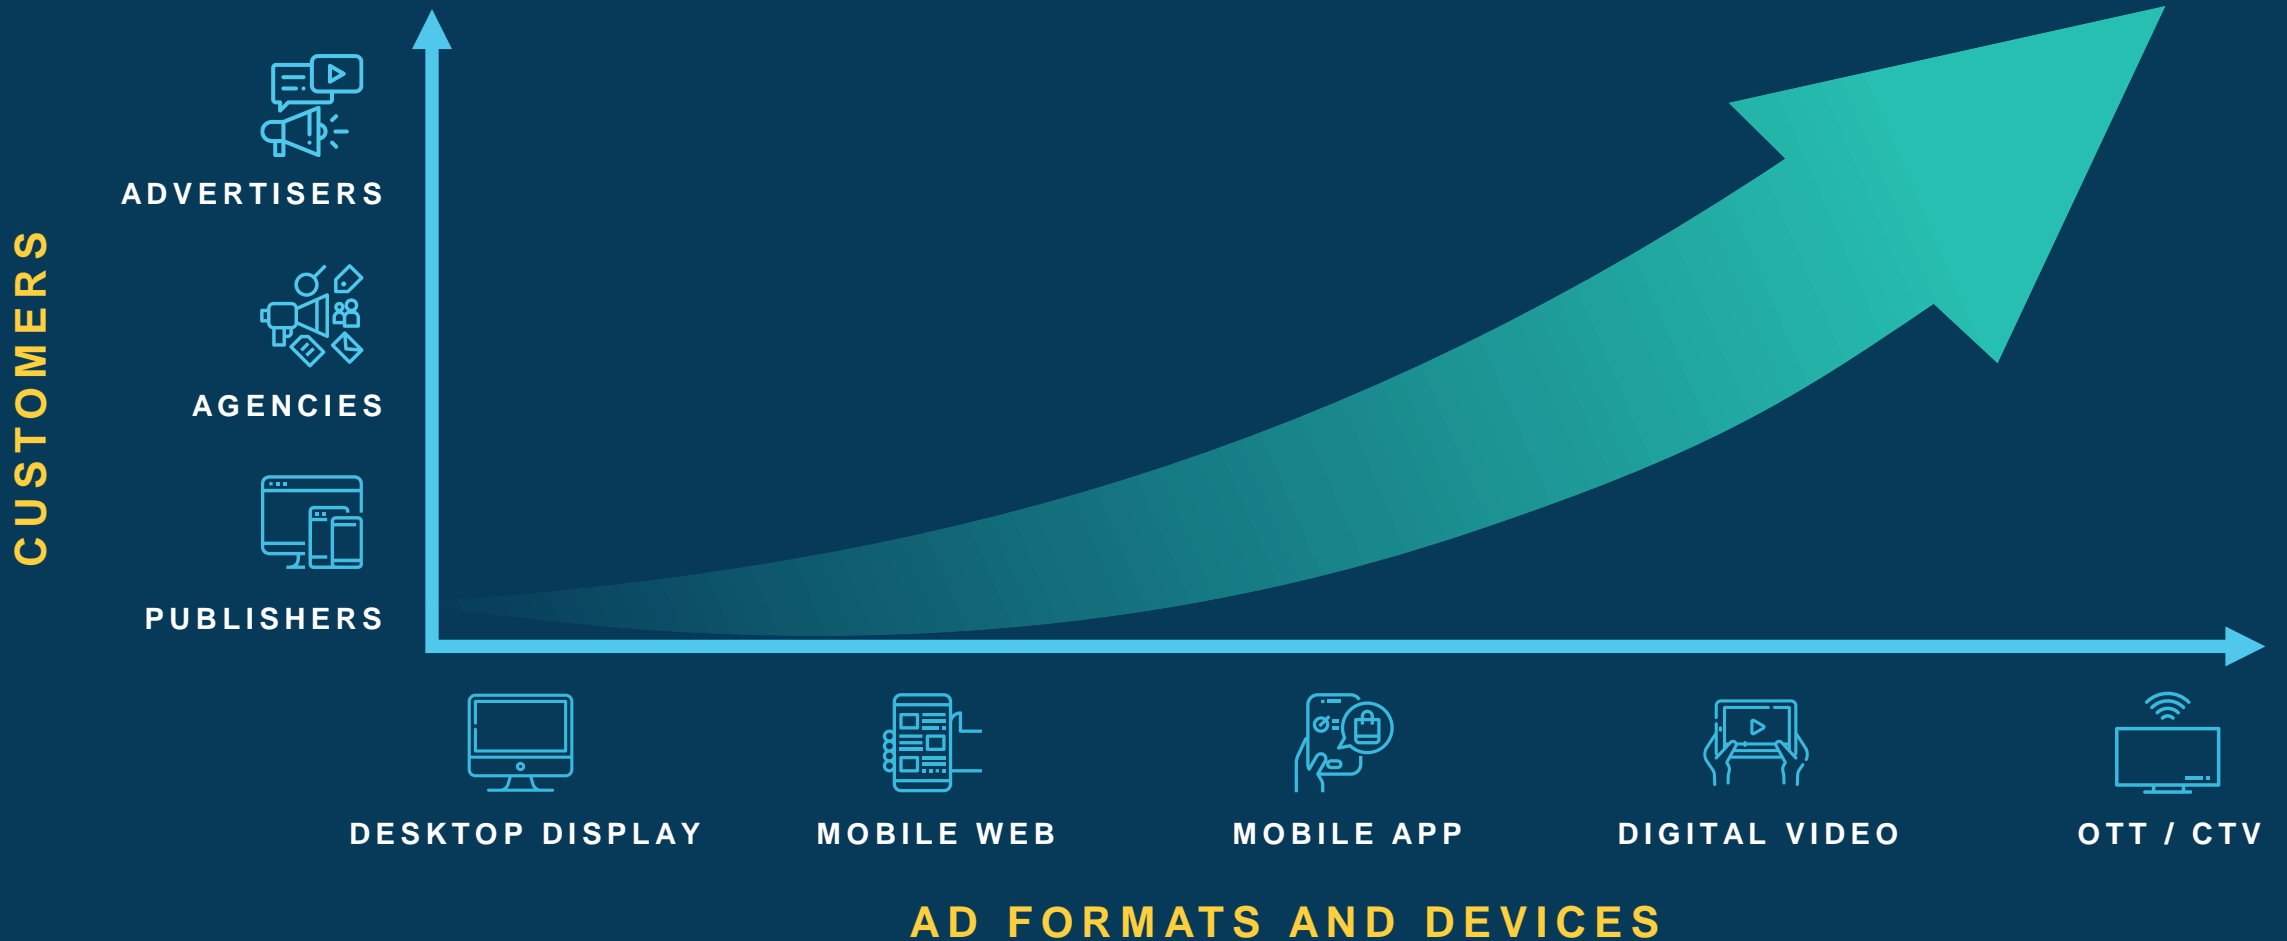 CUSTOMERS
ADVERTISERS
AGENCIES
PUBLISHERS
DESKTOP DISPLAY
MOBILE WEB
MOBILE APP
DIGITAL VIDEO
OTT / CTV
AD FORMATS AND DEVICES